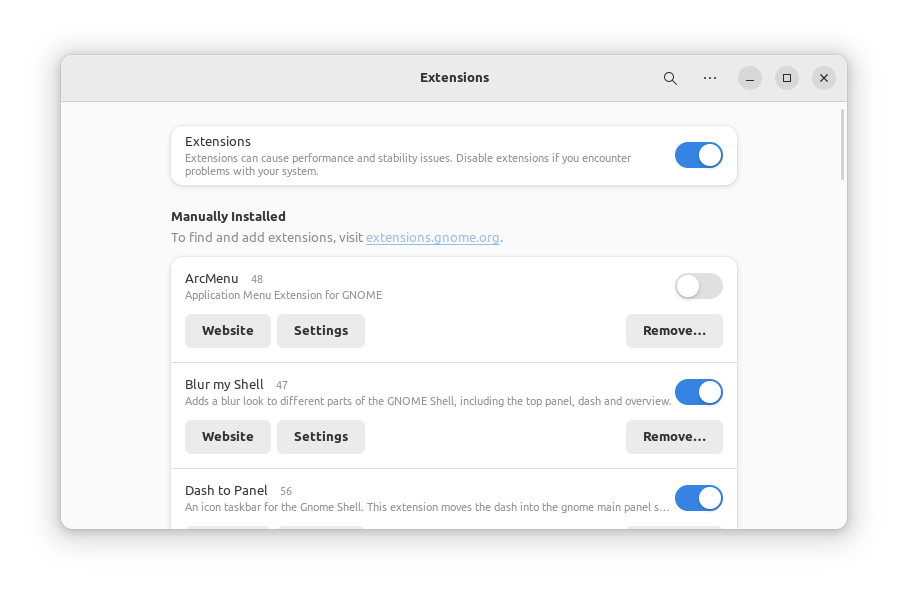 Extensions
Extensions
Extensions can cause performance and stability issues. Disable extensions if you encounter
problems with your system.
Manually Installed
To find and add extensions, visit extensions.gnome.org.
ArcMenu 48
Application Menu Extension for GNOME
Website Settings Remove...
Blur my Shell 47
Adds a blur look to different parts of the GNOME Shell, including the top panel, dash and overview.
Website Settings Remove...
Dash to Panel 56
An icon taskbar for the Gnome Shell. This extension moves the dash into the gnome main panel s...